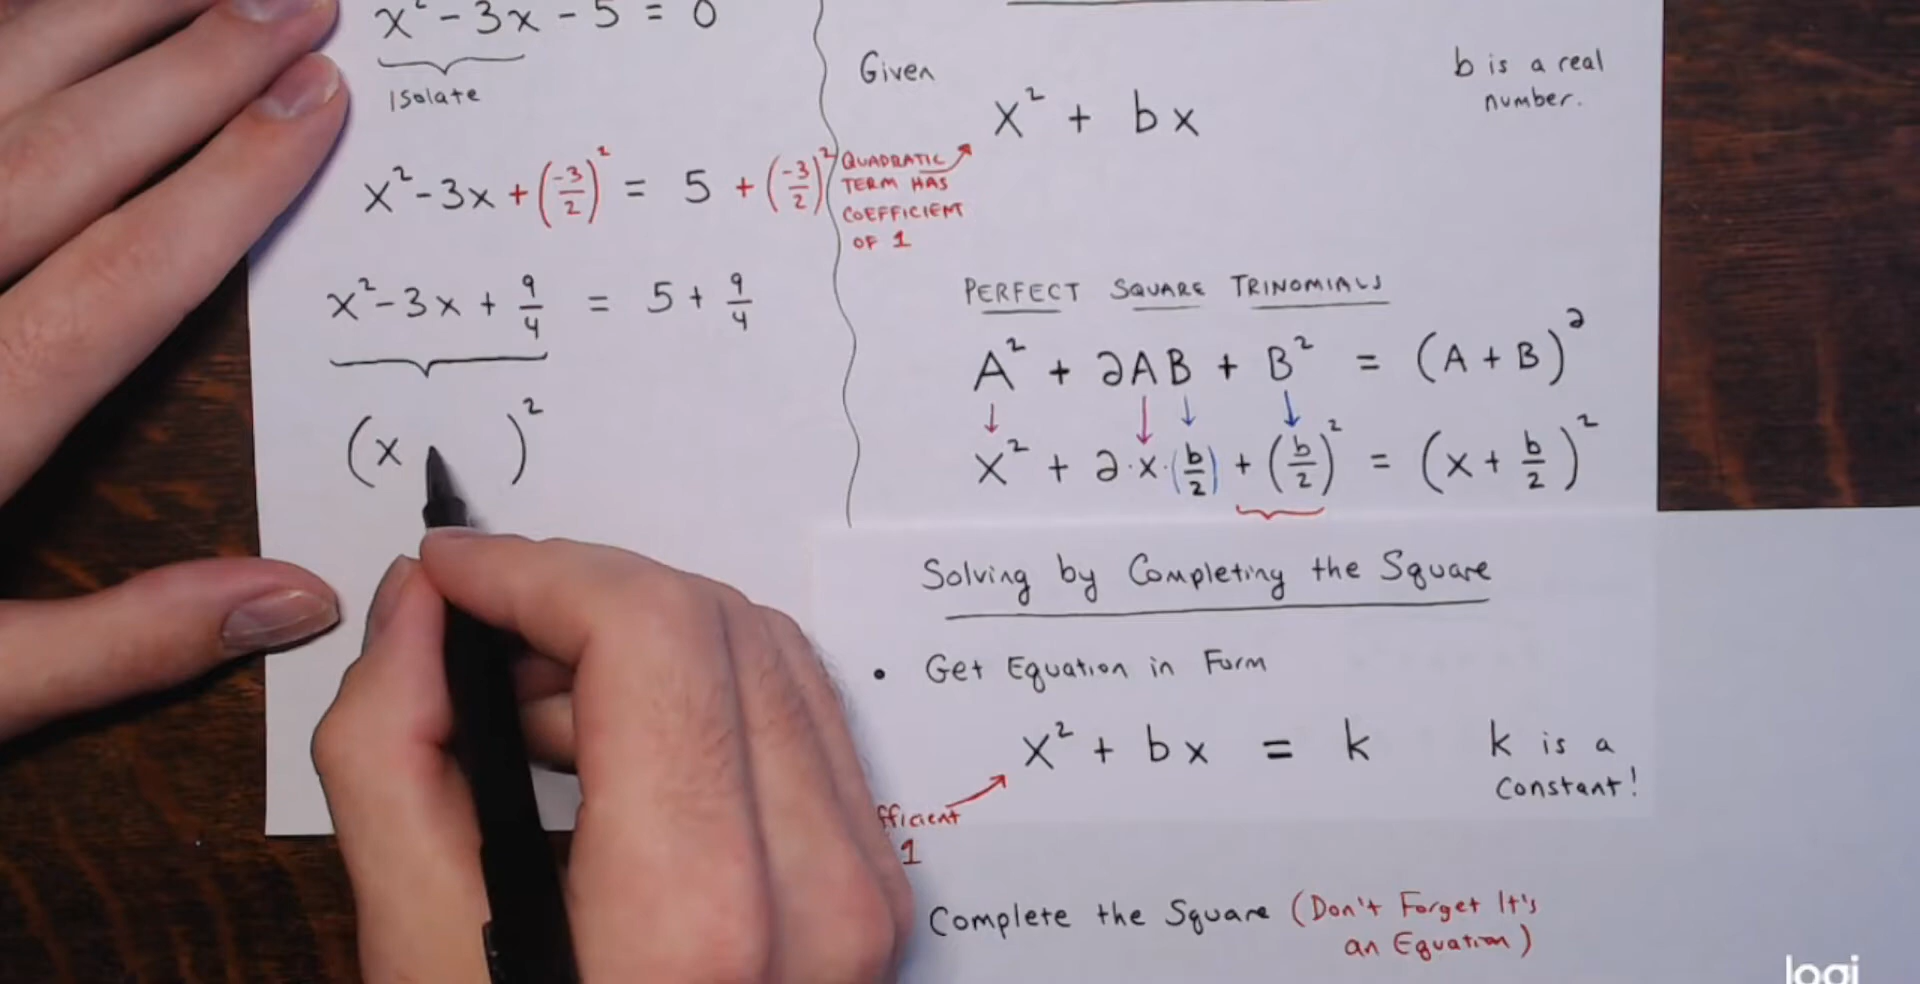 x² - 3x - 5 = 0
Isolate
x² - 3x + (-3/2)² = 5 + (-3/2)²
x² - 3x + 9/4 = 5 + 9/4
(x )²
Given
b is a real
number.
x² + bx
QUADRATIC
TERM HAS
COEFFICIENT
OF 1
PERFECT SQUARE TRINOMIALS
A² + 2AB + B² = (A + B)²
x² + 2·x·(b/2) + (b/2)² = (x + b/2)²
Solving by Completing the Square
• Get Equation in Form
x² + bx = k
k is a
constant!
fficient
1
Complete the Square (Don't Forget It's
an Equation)
logi